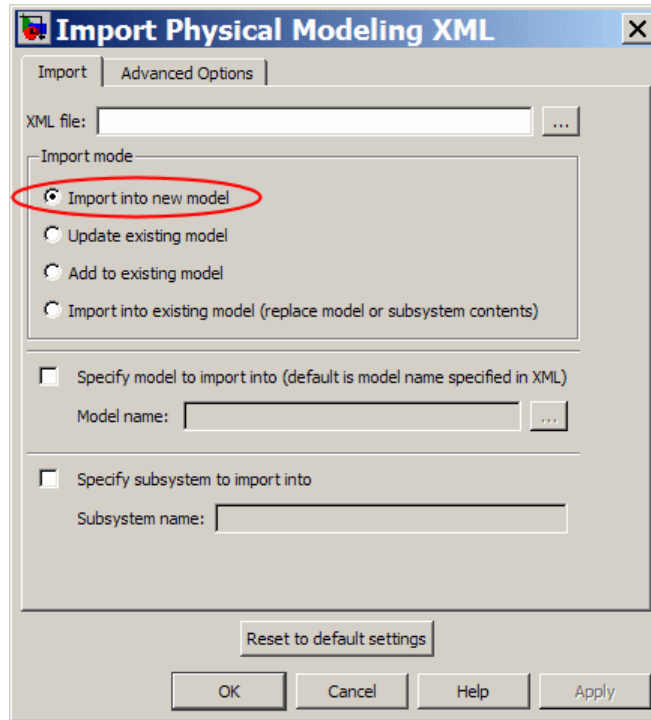 Import Physical Modeling XML
Import Advanced Options
XML file: ...
Import mode
Import into new model
Update existing model
Add to existing model
Import into existing model (replace model or subsystem contents)
Specify model to import into (default is model name specified in XML)
Model name: ...
Specify subsystem to import into
Subsystem name:
Reset to default settings
OK Cancel Help Apply